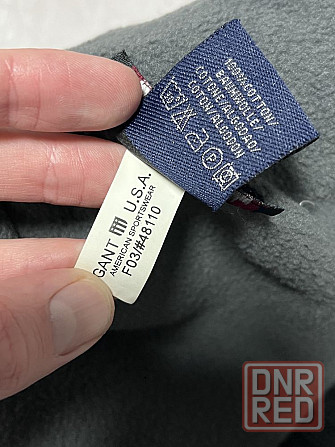 100%COTTON/
BAUMWOLLE/
COTONE/ALGODAO/
COTON/ALGODON
GANT U.S.A.
AMERICAN SPORTSWEAR
F03/#48110
DNR
RED